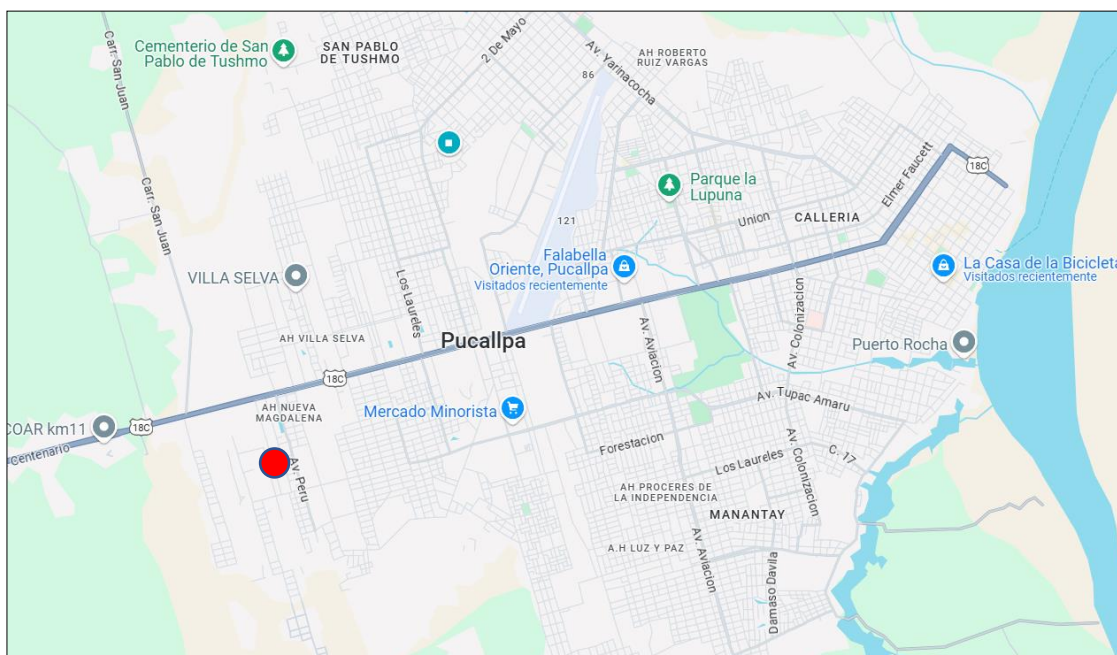 Cementerio de San
Pablo de Tushmo
SAN PABLO
DE TUSHMO
2 De Mayo
Av. Yarinacocha
AH ROBERTO
RUIZ VARGAS
86
Carr. San Juan
Carr. San Juan
Elmer Faucett
18C
Parque la
Lupuna
Union
CALLERIA
121
Falabella
Oriente, Pucallpa
Visitados recientemente
La Casa de la Bicicleta
Visitados recientemente
VILLA SELVA
Los Laureles
AH VILLA SELVA
Pucallpa
Av. Aviacion
Av. Colonizacion
Puerto Rocha
18C
AH NUEVA
MAGDALENA
Mercado Minorista
Av. Tupac Amaru
COAR km11
18C
Centenario
Av. Peru
Forestacion
Los Laureles
C. 17
Av. Colonizacion
AH PROCERES DE
LA INDEPENDENCIA
MANANTAY
A.H LUZ Y PAZ
Av. Aviacion
Damaso Davila